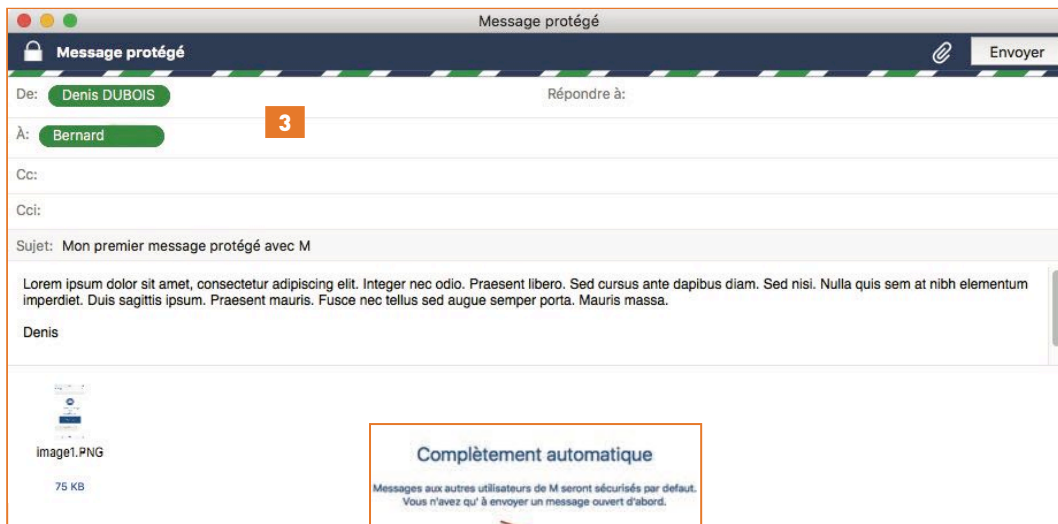 Message protégé
Message protégé
Envoyer
De: Denis DUBOIS
Répondre à:
3
À: Bernard
Cc:
Cci:
Sujet: Mon premier message protégé avec M
Lorem ipsum dolor sit amet, consectetur adipiscing elit. Integer nec odio. Praesent libero. Sed cursus ante dapibus diam. Sed nisi. Nulla quis sem at nibh elementum
imperdiet. Duis sagittis ipsum. Praesent mauris. Fusce nec tellus sed augue semper porta. Mauris massa.
Denis
image1.PNG
75 KB
Complètement automatique
Messages aux autres utilisateurs de M seront sécurisés par defaut.
Vous n'avez qu' à envoyer un message ouvert d'abord.